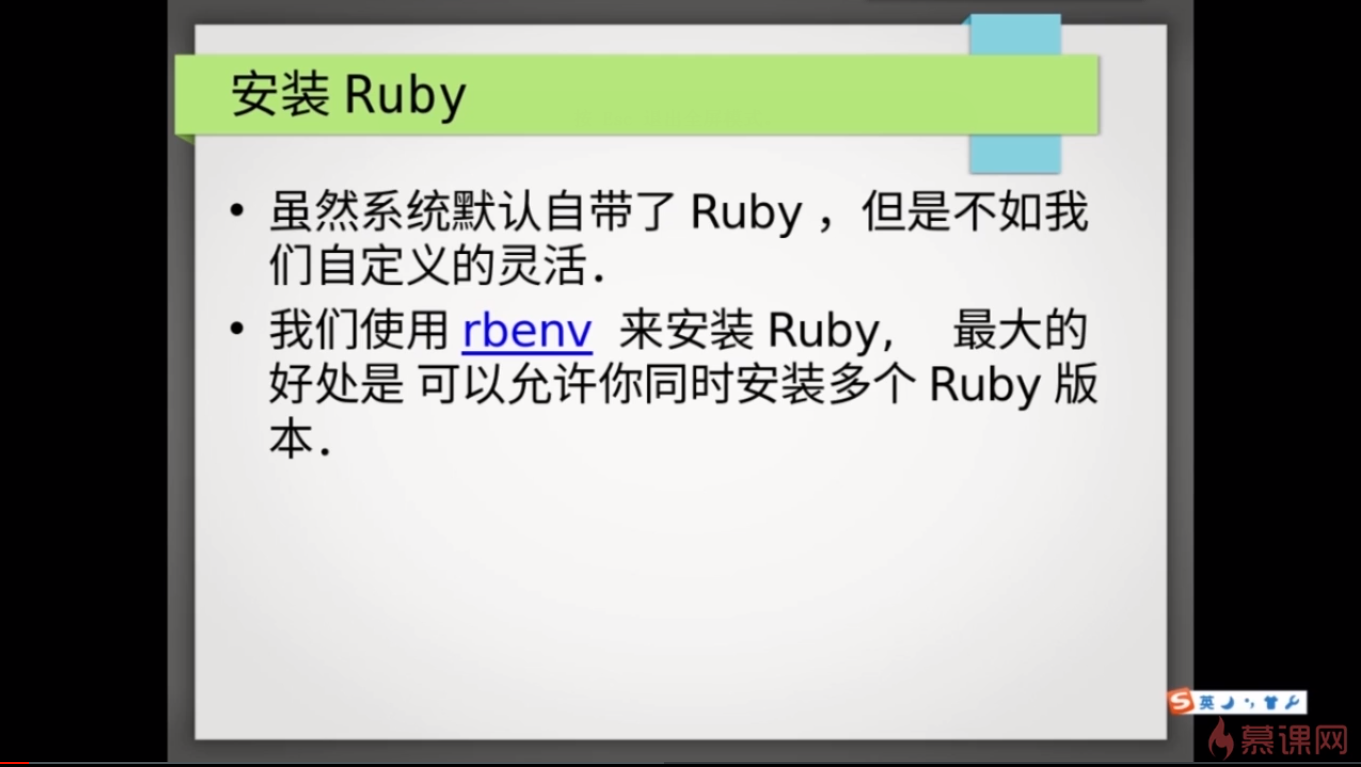 安装 Ruby
• 虽然系统默认自带了 Ruby ，但是不如我
们自定义的灵活．
• 我们使用 rbenv 来安装 Ruby, 最大的
好处是 可以允许你同时安装多个 Ruby 版
本．
英
慕课网